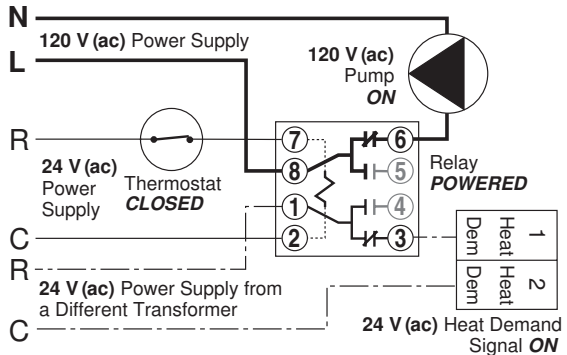 N
120 V (ac) Power Supply
L
120 V (ac)
Pump
ON
R
24 V (ac)
Power
Supply
Thermostat
CLOSED
7
8
1
2
6
5
4
3
Relay
POWERED
C
R
24 V (ac) Power Supply from
a Different Transformer
C
1
Heat
Dem
2
Heat
Dem
24 V (ac) Heat Demand
Signal ON